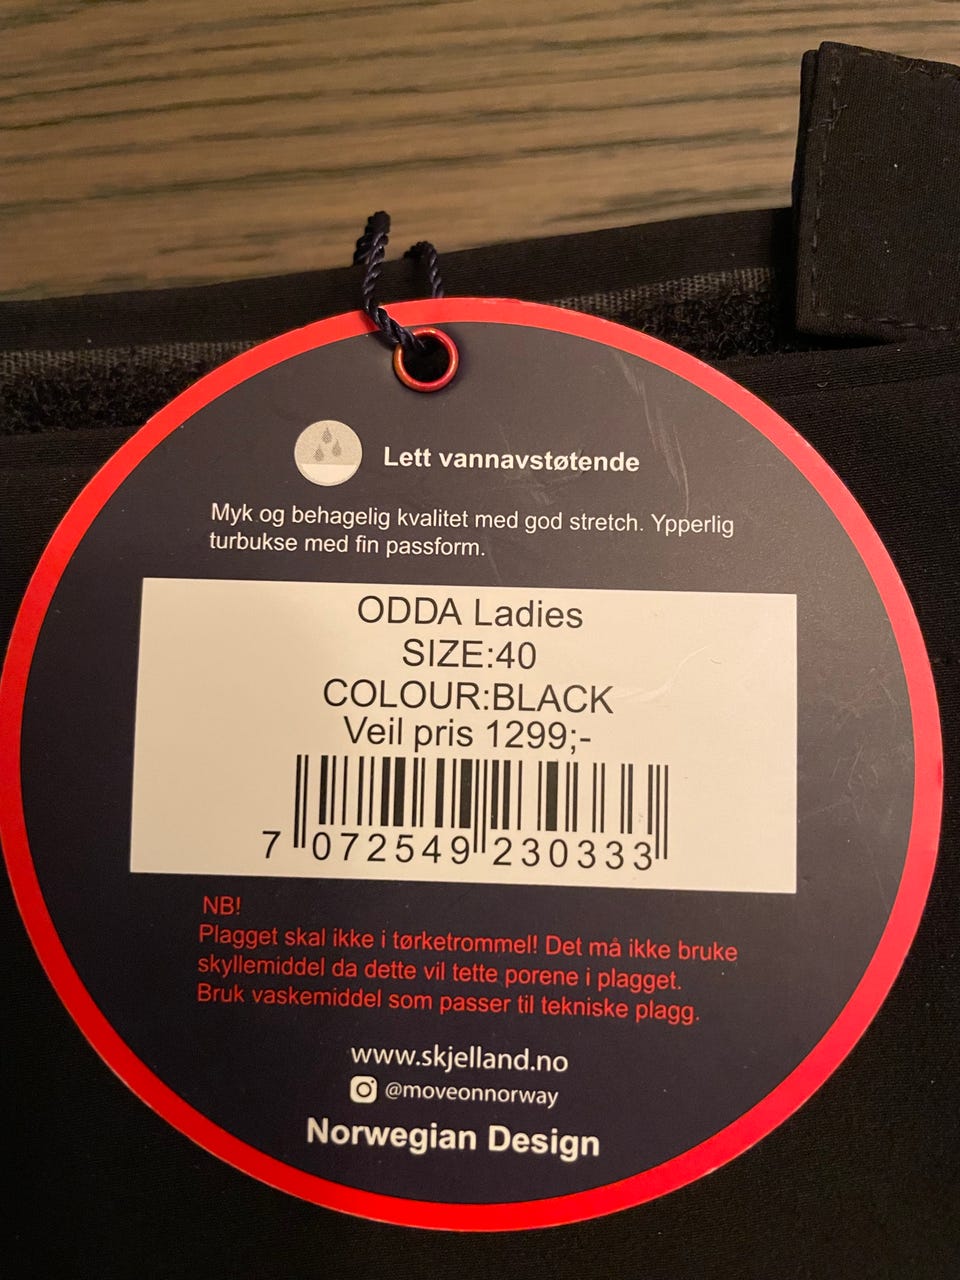 Lett vannavstøtende
Myk og behagelig kvalitet med god stretch. Ypperlig
turbukse med fin passform.
ODDA Ladies
SIZE:40
COLOUR:BLACK
Veil pris 1299;-
7 072549 230333
NB!
Plagget skal ikke i tørketrommel! Det må ikke bruke
skyllemiddel da dette vil tette porene i plagget.
Bruk vaskemiddel som passer til tekniske plagg.
www.skjelland.no
@moveonnorway
Norwegian Design